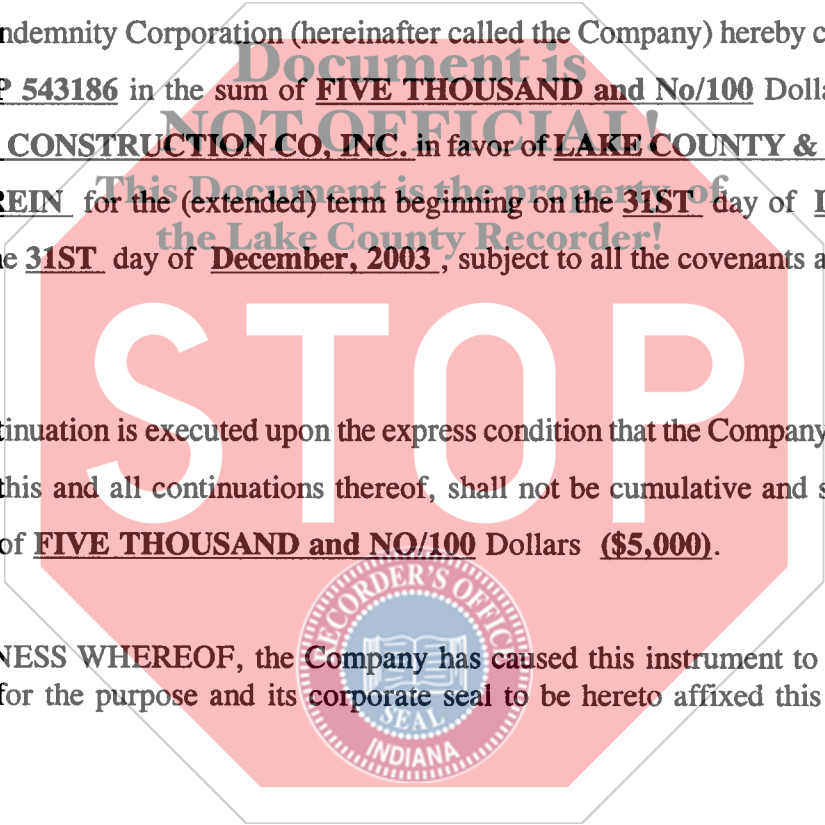 ndemnity Corporation (hereinafter called the Company) hereby c
Document is
P 543186 in the sum of FIVE THOUSAND and No/100 Dolla
NOT OFFICIAL!
CONSTRUCTION CO, INC. in favor of LAKE COUNTY &
This Document is the property of
REIN for the (extended) term beginning on the 31ST day of
the Lake County Recorder!
e 31ST day of December, 2003, subject to all the covenants a
STOP
tinuation is executed upon the express condition that the Company
this and all continuations thereof, shall not be cumulative and s
of FIVE THOUSAND and NO/100 Dollars ($5,000).
RECORDER'S OFFIC
NESS WHEREOF, the Company has caused this instrument to
for the purpose and its corporate seal to be hereto affixed this
SEAL
INDIANA